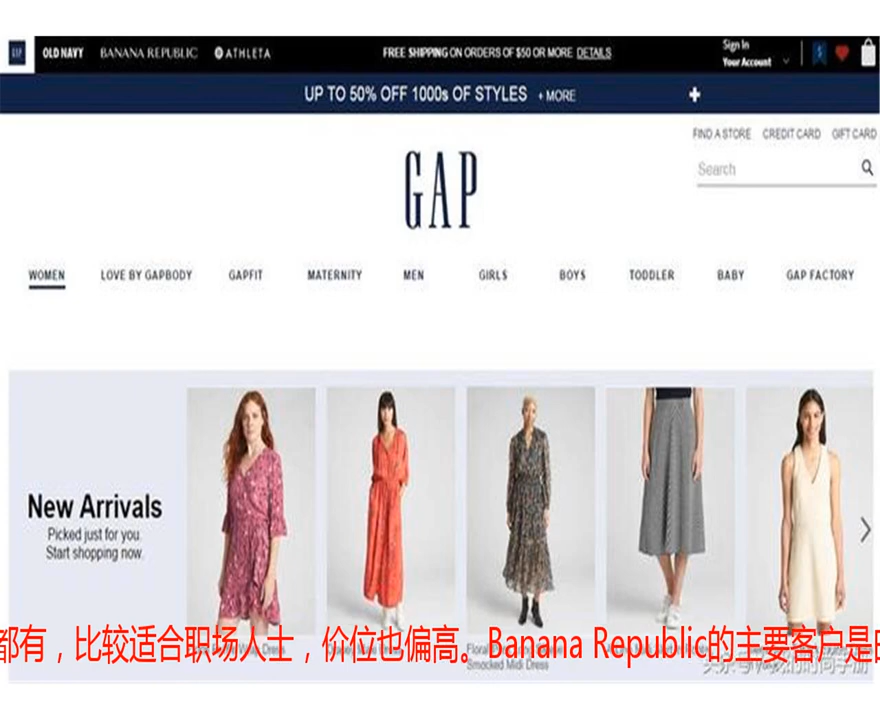 GAP OLD NAVY BANANA REPUBLIC ATHLETA FREE SHIPPING ON ORDERS OF $50 OR MORE DETAILS Sign In
Your Account
UP TO 50% OFF 1000s OF STYLES + MORE +
FIND A STORE CREDIT CARD GIFT CARD
Search
GAP
WOMEN LOVE BY GAPBODY GAPFIT MATERNITY MEN GIRLS BOYS TODDLER BABY GAP FACTORY
New Arrivals
Picked just for you.
Start shopping now.
都有，比较适合职场人士，价位也偏高。Banana Republic的主要客户是
Smocked Midi Dress